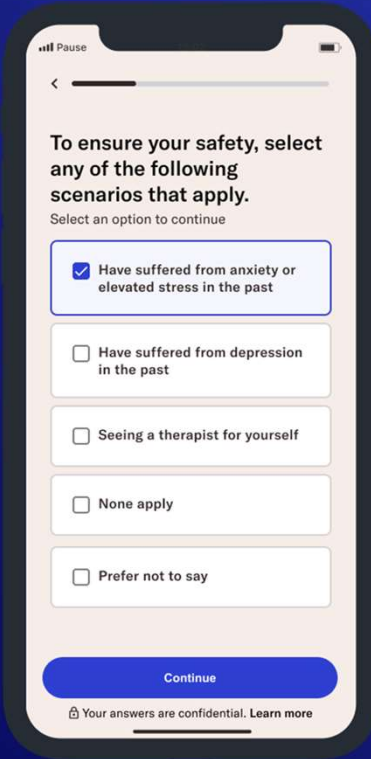 Pause
To ensure your safety, select
any of the following
scenarios that apply.
Select an option to continue
Have suffered from anxiety or
elevated stress in the past
Have suffered from depression
in the past
Seeing a therapist for yourself
None apply
Prefer not to say
Continue
Your answers are confidential. Learn more